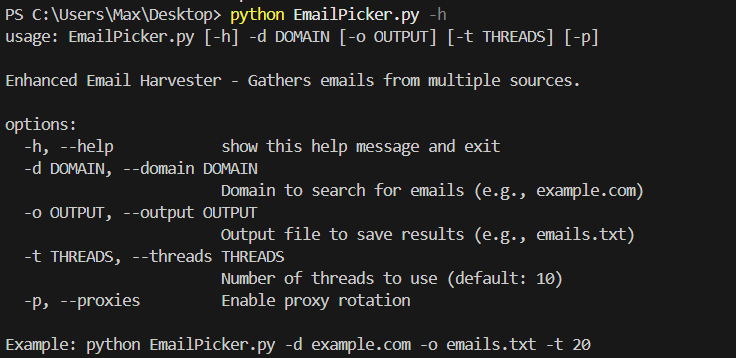 PS C:\Users\Max\Desktop> python EmailPicker.py -h
usage: EmailPicker.py [-h] -d DOMAIN [-o OUTPUT] [-t THREADS] [-p]

Enhanced Email Harvester - Gathers emails from multiple sources.

options:
  -h, --help            show this help message and exit
  -d DOMAIN, --domain DOMAIN
                        Domain to search for emails (e.g., example.com)
  -o OUTPUT, --output OUTPUT
                        Output file to save results (e.g., emails.txt)
  -t THREADS, --threads THREADS
                        Number of threads to use (default: 10)
  -p, --proxies         Enable proxy rotation

Example: python EmailPicker.py -d example.com -o emails.txt -t 20